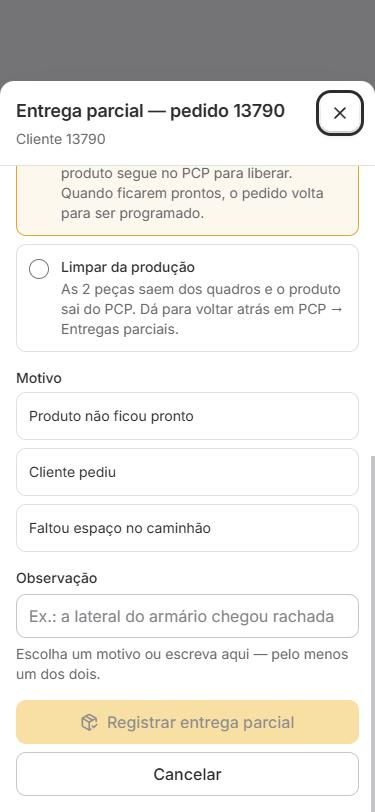 Entrega parcial — pedido 13790
Cliente 13790
produto segue no PCP para liberar.
Quando ficarem prontos, o pedido volta
para ser programado.
Limpar da produção
As 2 peças saem dos quadros e o produto
sai do PCP. Dá para voltar atrás em PCP →
Entregas parciais.
Motivo
Produto não ficou pronto
Cliente pediu
Faltou espaço no caminhão
Observação
Ex.: a lateral do armário chegou rachada
Escolha um motivo ou escreva aqui — pelo menos
um dos dois.
Registrar entrega parcial
Cancelar